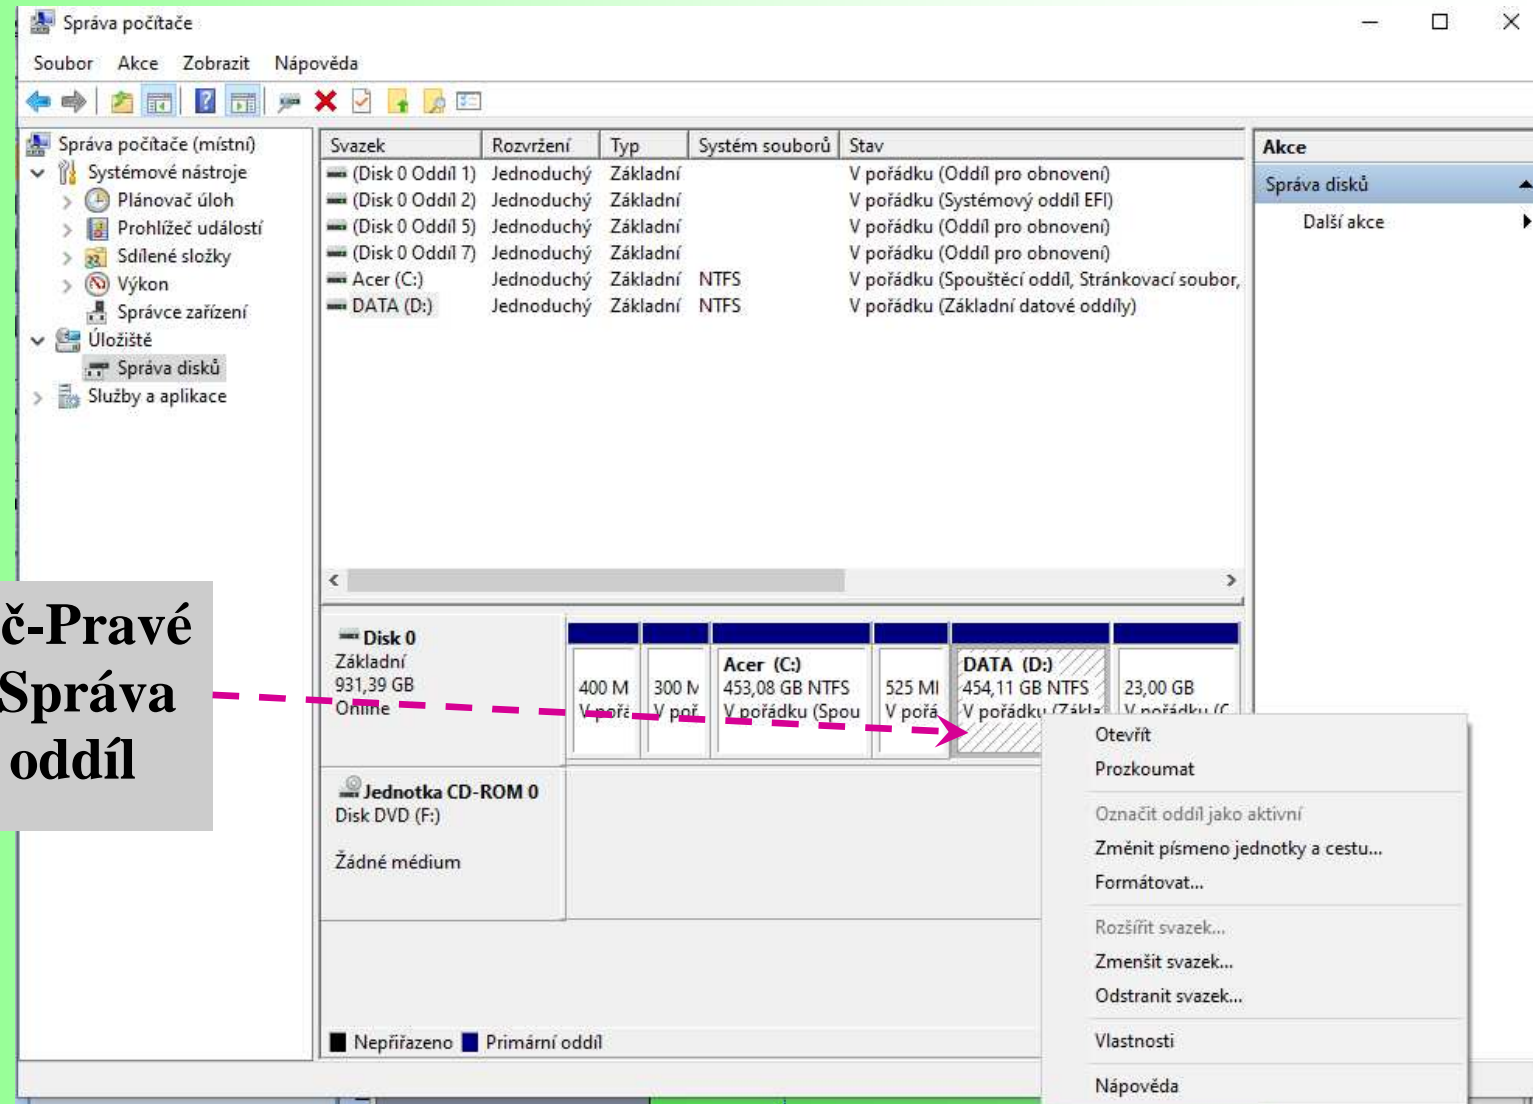 Správa počítače
Soubor Akce Zobrazit Nápověda
Správa počítače (místní)
Systémové nástroje
Plánovač úloh
Prohlížeč událostí
Sdílené složky
Výkon
Správce zařízení
Úložiště
Správa disků
Služby a aplikace
Svazek Rozvržení Typ Systém souborů Stav
(Disk 0 Oddíl 1) Jednoduchý Základní V pořádku (Oddíl pro obnovení)
(Disk 0 Oddíl 2) Jednoduchý Základní V pořádku (Systémový oddíl EFI)
(Disk 0 Oddíl 5) Jednoduchý Základní V pořádku (Oddíl pro obnovení)
(Disk 0 Oddíl 7) Jednoduchý Základní V pořádku (Oddíl pro obnovení)
Acer (C:) Jednoduchý Základní NTFS V pořádku (Spouštěcí oddíl, Stránkovací soubor,
DATA (D:) Jednoduchý Základní NTFS V pořádku (Základní datové oddíly)
Akce
Správa disků
Další akce
č-Pravé
Správa
oddíl
Disk 0
Základní
931,39 GB
Online
400 M
V pořá
300 M
V poř
Acer (C:)
453,08 GB NTFS
V pořádku (Spou
525 MI
V pořá
DATA (D:)
454,11 GB NTFS
V pořádku (Zákla
23,00 GB
V pořádku (C
Jednotka CD-ROM 0
Disk DVD (F:)
Žádné médium
Nepřiřazeno Primární oddíl
Otevřít
Prozkoumat
Označit oddíl jako aktivní
Změnit písmeno jednotky a cestu...
Formátovat...
Rozšířit svazek...
Zmenšit svazek...
Odstranit svazek...
Vlastnosti
Nápověda